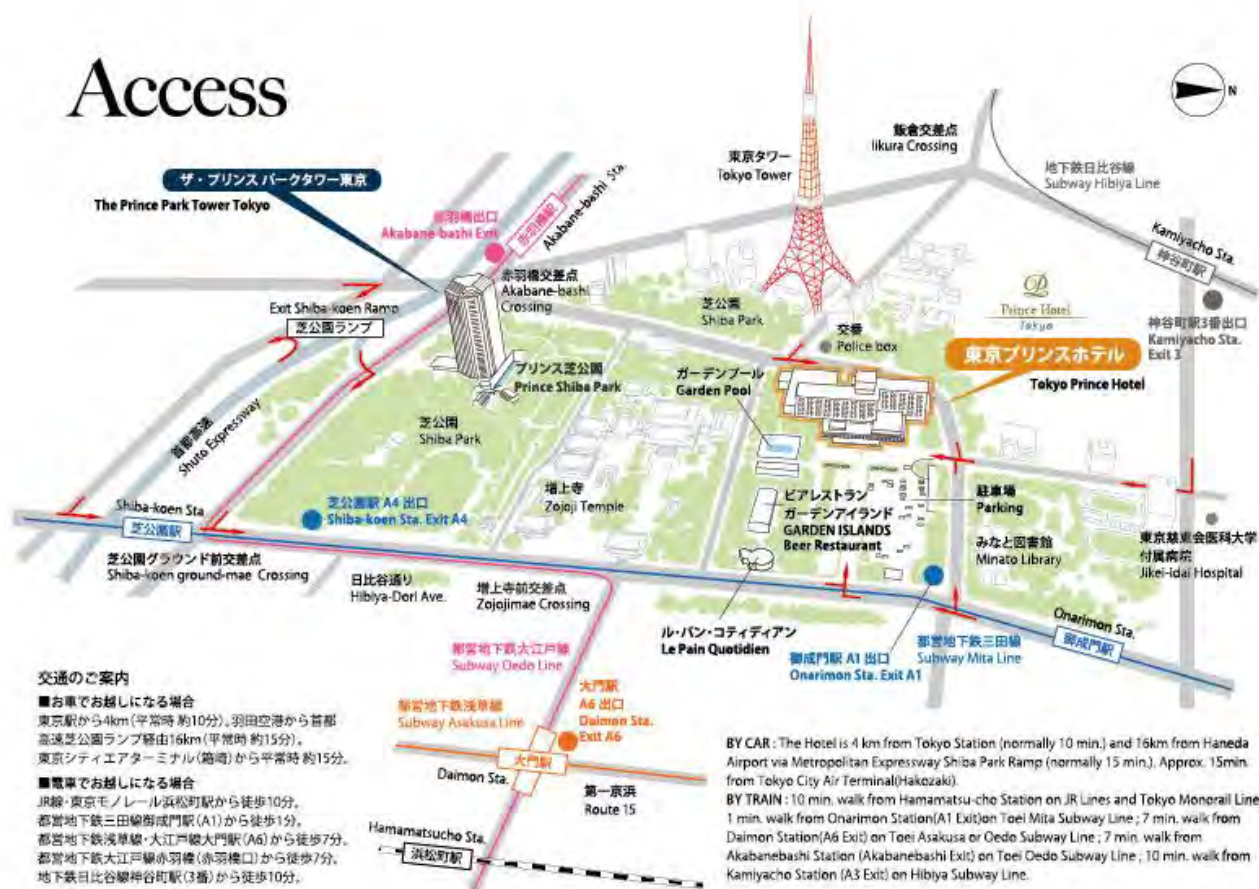 Access
N
ザ・プリンス パークタワー東京
The Prince Park Tower Tokyo
赤羽橋出口
Akabane-bashi Exit
赤羽橋駅
Akabane-bashi Sta.
赤羽橋交差点
Akabane-bashi
Crossing
東京タワー
Tokyo Tower
飯倉交差点
Iikura Crossing
地下鉄日比谷線
Subway Hibiya Line
Kamiyacho Sta.
神谷町駅
神谷町駅3番出口
Kamiyacho Sta.
Exit 3
Exit Shiba-koen Ramp
芝公園ランプ
首都高速
Shuto Expressway
プリンス芝公園
Prince Shiba Park
芝公園
Shiba Park
芝公園
Shiba Park
交番
Police box
Prince Hotel
Tokyo
東京プリンスホテル
Tokyo Prince Hotel
ガーデンプール
Garden Pool
増上寺
Zojoji Temple
ビアレストラン
ガーデンアイランド
GARDEN ISLANDS
Beer Restaurant
駐車場
Parking
みなと図書館
Minato Library
東京慈恵会医科大学
付属病院
Jikei-idai Hospital
Shiba-koen Sta
芝公園駅
芝公園駅 A4 出口
Shiba-koen Sta. Exit A4
芝公園グラウンド前交差点
Shiba-koen ground-mae Crossing
日比谷通り
Hibiya-Dori Ave.
増上寺前交差点
Zojojimae Crossing
ル・パン・コティディアン
Le Pain Quotidien
御成門駅 A1 出口
Onarimon Sta. Exit A1
都営地下鉄三田線
Subway Mita Line
Onarimon Sta.
御成門駅
都営地下鉄大江戸線
Subway Oedo Line
都営地下鉄浅草線
Subway Asakusa Line
大門駅
A6 出口
Daimon Sta.
Exit A6
大門駅
Daimon Sta.
第一京浜
Route 15
Hamamatsucho Sta.
浜松町駅
交通のご案内
■お車でお越しになる場合
東京駅から4km(平常時 約10分)。羽田空港から首都
高速芝公園ランプ経由16km(平常時 約15分)。
東京シティエアターミナル(箱崎)から平常時 約15分。
■電車でお越しになる場合
JR線・東京モノレール浜松町駅から徒歩10分。
都営地下鉄三田線御成門駅(A1)から徒歩1分。
都営地下鉄浅草線・大江戸線大門駅(A6)から徒歩7分。
都営地下鉄大江戸線赤羽橋(赤羽橋口)から徒歩7分。
地下鉄日比谷線神谷町駅(3番)から徒歩10分。
BY CAR : The Hotel is 4 km from Tokyo Station (normally 10 min.) and 16km from Haneda
Airport via Metropolitan Expressway Shiba Park Ramp (normally 15 min.). Approx. 15min.
from Tokyo City Air Terminal(Hakozaki).
BY TRAIN : 10 min. walk from Hamamatsu-cho Station on JR Lines and Tokyo Monorail Line
1 min. walk from Onarimon Station(A1 Exit)on Toei Mita Subway Line ; 7 min. walk from
Daimon Station(A6 Exit) on Toei Asakusa or Oedo Subway Line ; 7 min. walk from
Akabanebashi Station (Akabanebashi Exit) on Toei Oedo Subway Line ; 10 min. walk from
Kamiyacho Station (A3 Exit) on Hibiya Subway Line.